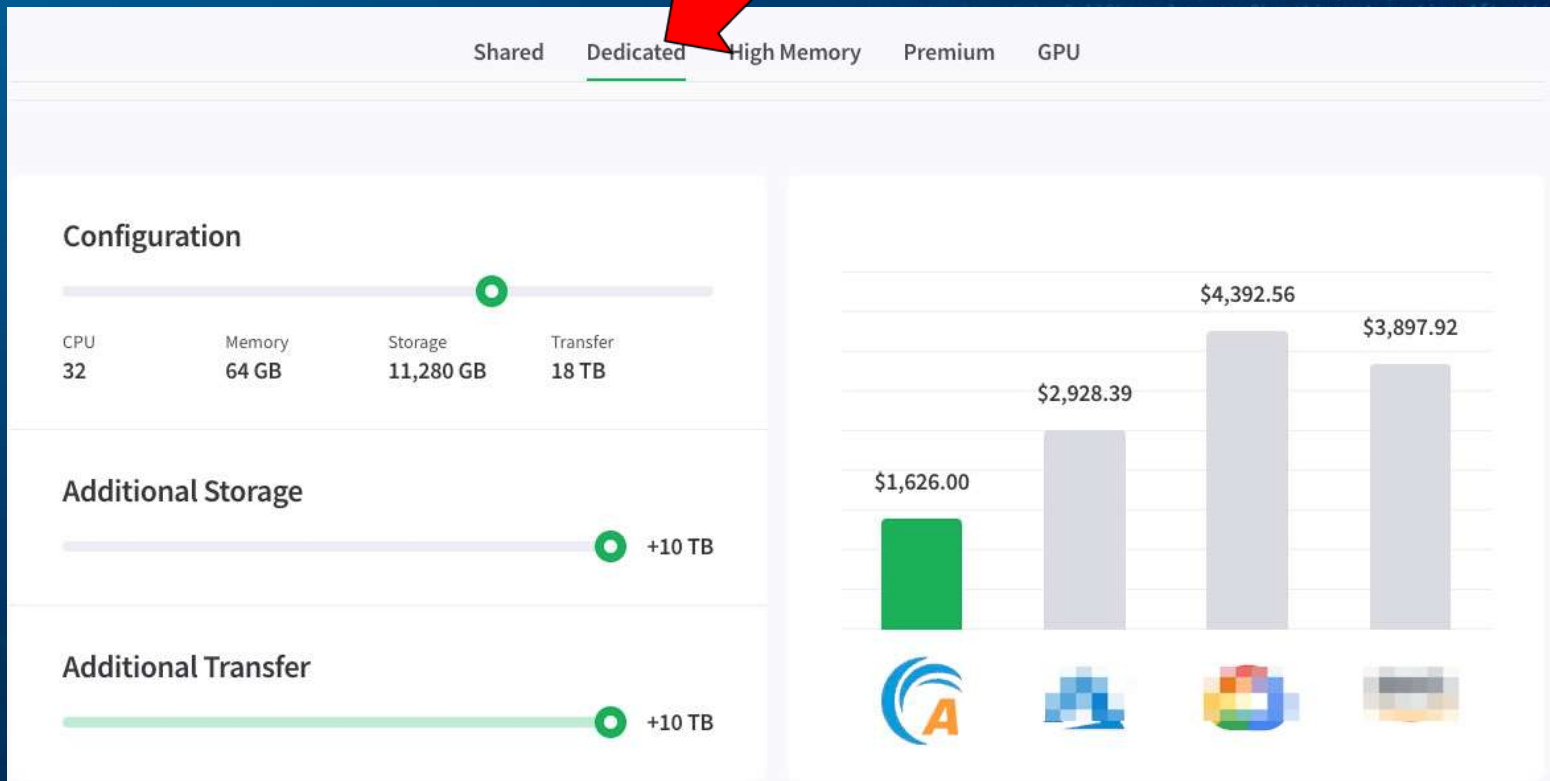 Shared Dedicated High Memory Premium GPU
Configuration
CPU Memory Storage Transfer
32 64 GB 11,280 GB 18 TB
Additional Storage
+10 TB
Additional Transfer
+10 TB
$4,392.56
$3,897.92
$2,928.39
$1,626.00
A